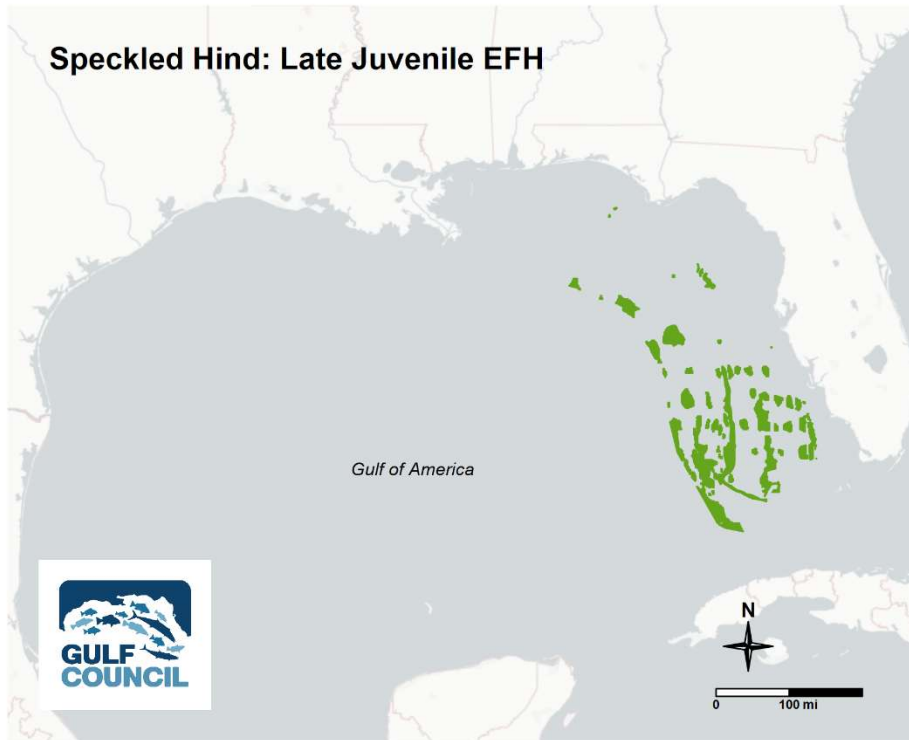 Speckled Hind: Late Juvenile EFH
Gulf of America
GULF
COUNCIL
N
0 100 mi